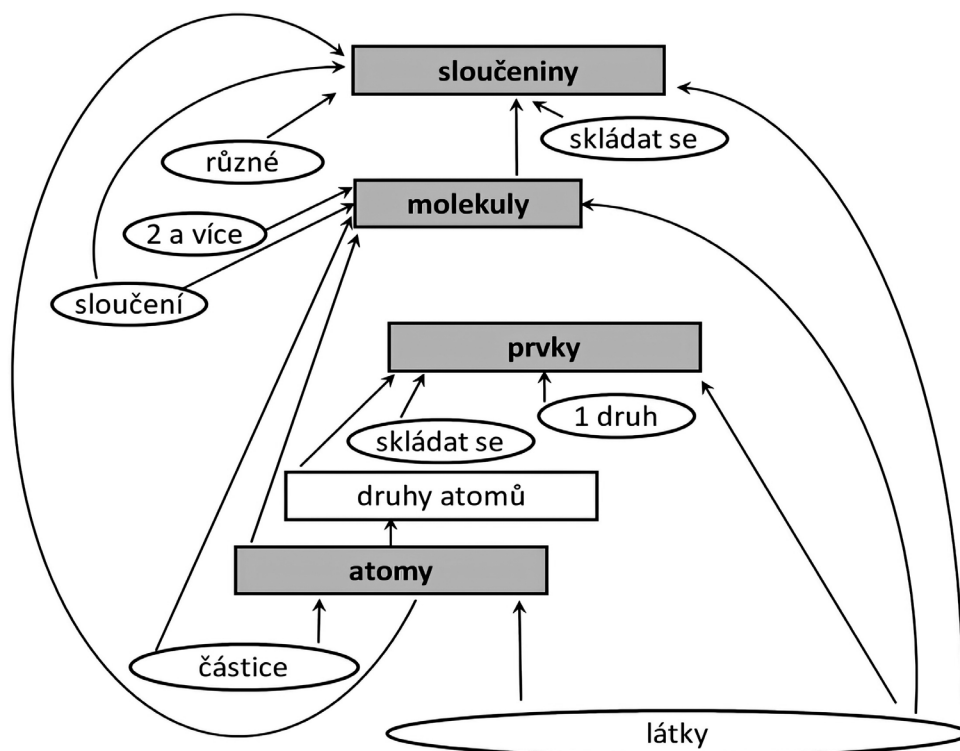 sloučeniny
skládat se
různé
molekuly
2 a více
sloučení
prvky
1 druh
skládat se
druhy atomů
atomy
částice
látky